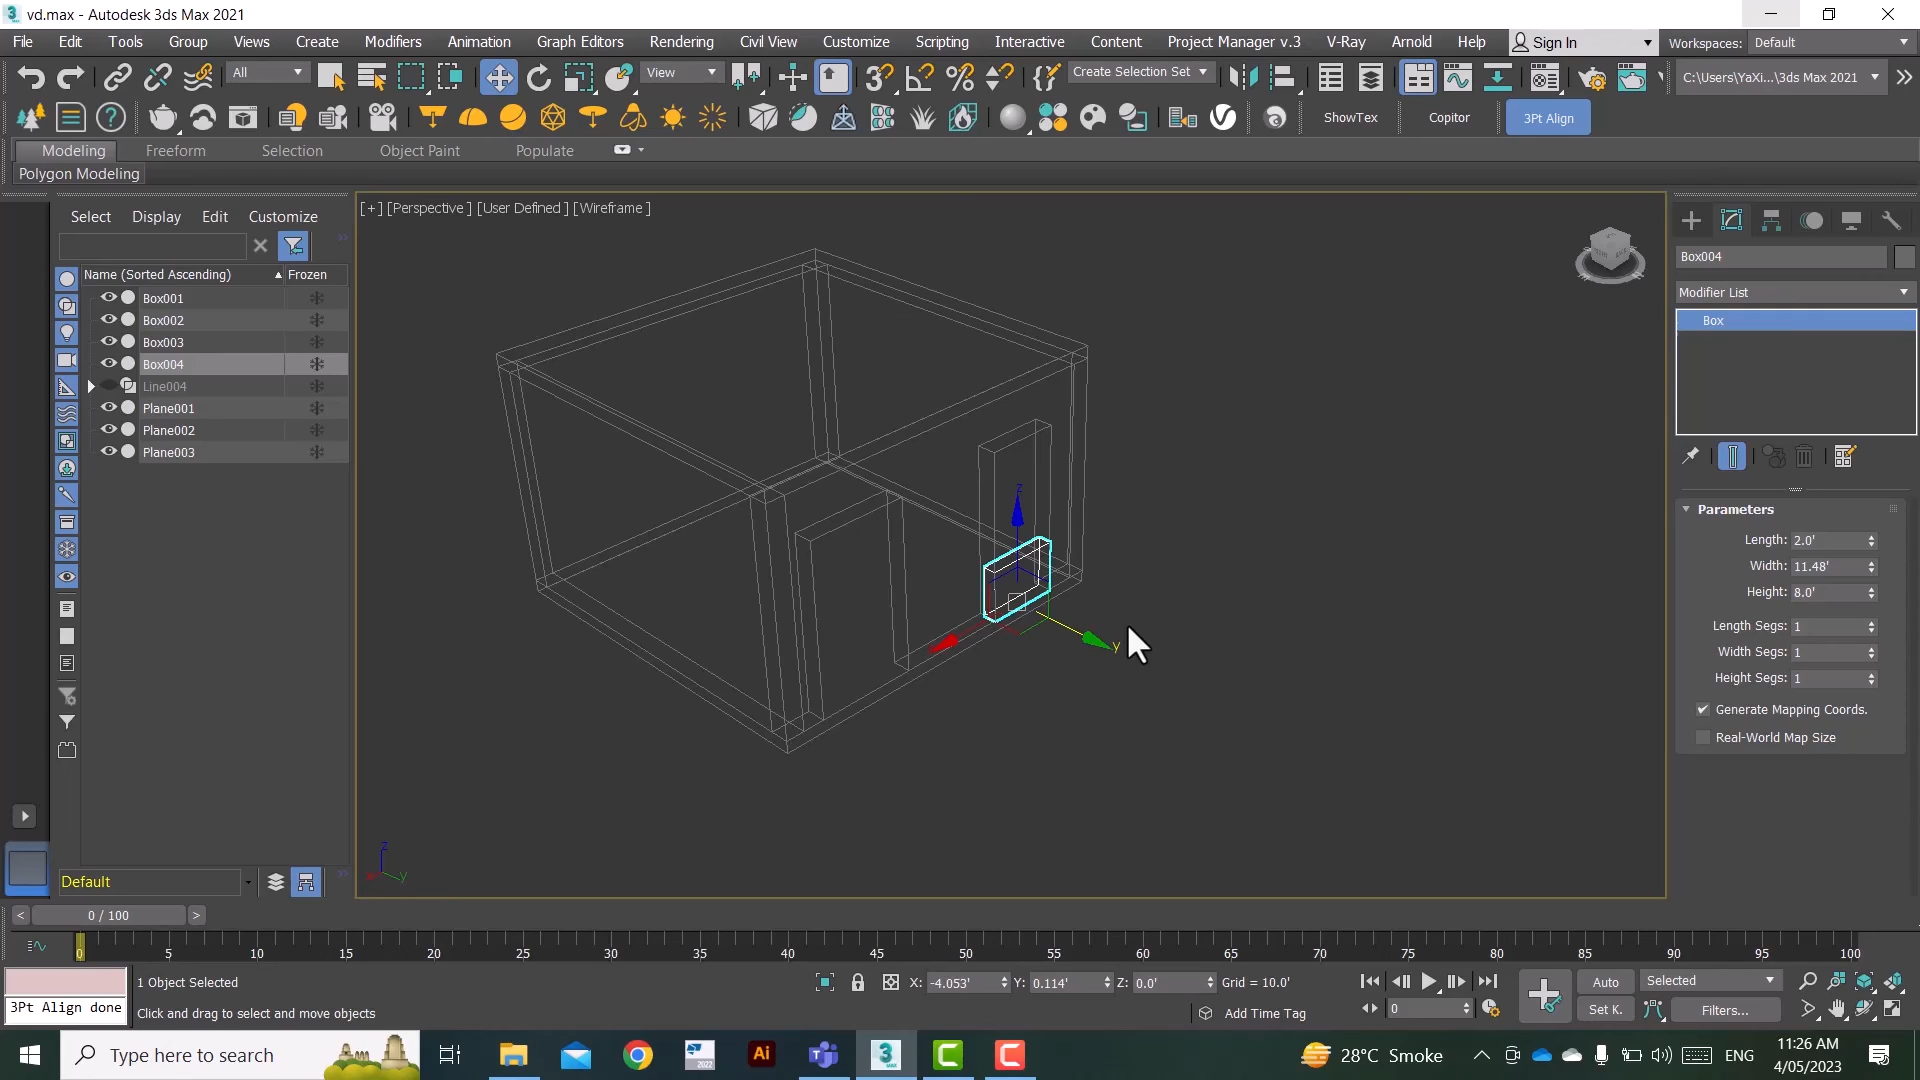 vd.max - Autodesk 3ds Max 2021
File Edit Tools Group Views Create Modifiers Animation Graph Editors Rendering Civil View Customize Scripting Interactive Content Project Manager v.3 V-Ray Arnold Help Sign In Workspaces: Default
All View Create Selection Set C:\Users\YaXi...\3ds Max 2021
ShowTex Copitor 3Pt Align
Modeling Freeform Selection Object Paint Populate
Polygon Modeling
Select Display Edit Customize
[+] [Perspective ] [User Defined ] [Wireframe ]
Name (Sorted Ascending) Frozen
Box001
Box002
Box003
Box004
Line004
Plane001
Plane002
Plane003
z
y
z
y
Box004
Modifier List
Box
Parameters
Length: 2.0'
Width: 11.48'
Height: 8.0'
Length Segs: 1
Width Segs: 1
Height Segs: 1
Generate Mapping Coords.
Real-World Map Size
Default
< 0 / 100 >
0 5 10 15 20 25 30 35 40 45 50 55 60 65 70 75 80 85 90 95 100
1 Object Selected X: -4.053' Y: 0.114' Z: 0.0' Grid = 10.0' Auto Selected
3Pt Align done Click and drag to select and move objects Add Time Tag 0 Set K. Filters...
Type here to search 2022 Ai 3 MAX 28°C Smoke ENG 11:26 AM
4/05/2023